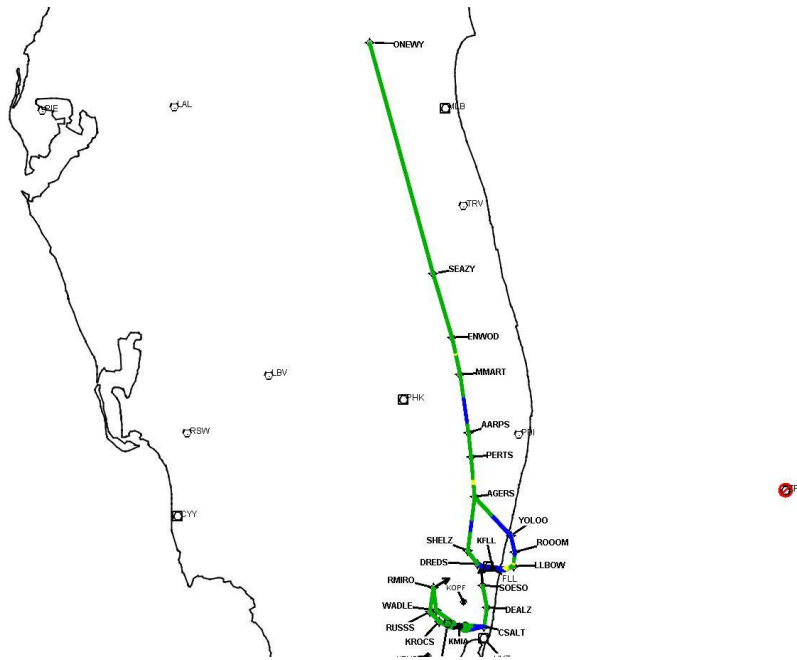 ONEWY
LAL
PIE
MLB
TRV
SEAZY
ENWOD
MMART
LBV
PHK
AARPS
RSW
PBI
PERTS
AGERS
CYY
YOLOO
SHELZ
KFLL
ROOOM
DREDS
LLBOW
FLL
RMIRO
KOPF
SOESO
WADLE
DEALZ
RUSSS
CSALT
KROCS
KMIA